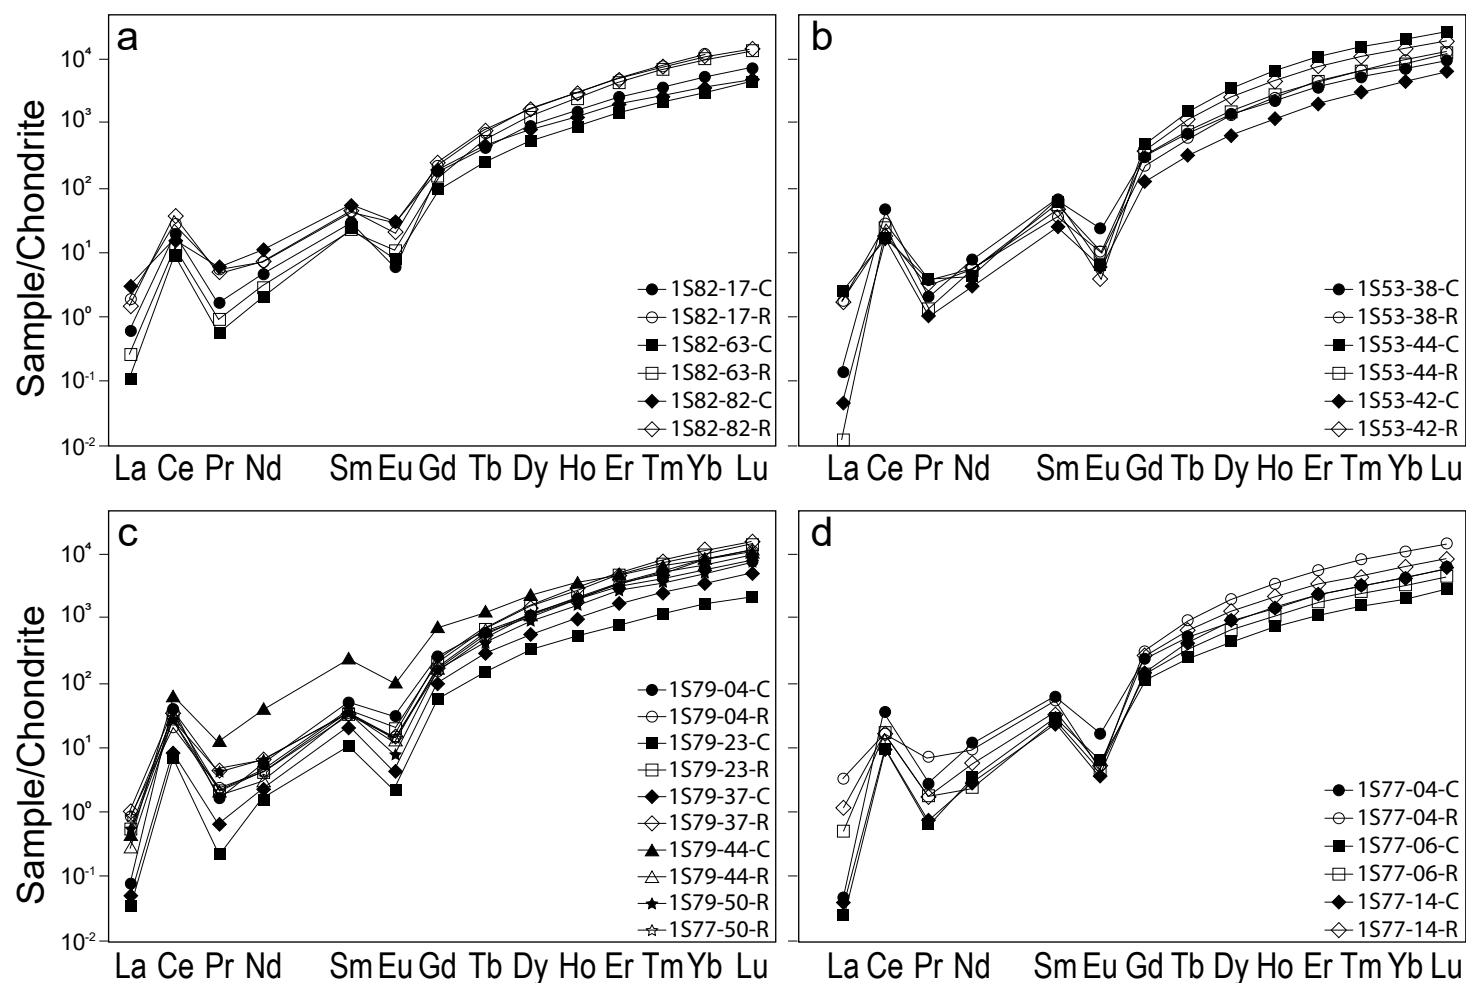 a
Sample/Chondrite
10⁴
10³
10²
10¹
10⁰
10⁻¹
10⁻²
1S82-17-C
1S82-17-R
1S82-63-C
1S82-63-R
1S82-82-C
1S82-82-R
La Ce Pr Nd Sm Eu Gd Tb Dy Ho Er Tm Yb Lu
b
1S53-38-C
1S53-38-R
1S53-44-C
1S53-44-R
1S53-42-C
1S53-42-R
La Ce Pr Nd Sm Eu Gd Tb Dy Ho Er Tm Yb Lu
c
Sample/Chondrite
10⁴
10³
10²
10¹
10⁰
10⁻¹
10⁻²
1S79-04-C
1S79-04-R
1S79-23-C
1S79-23-R
1S79-37-C
1S79-37-R
1S79-44-C
1S79-44-R
1S79-50-R
1S77-50-R
La Ce Pr Nd Sm Eu Gd Tb Dy Ho Er Tm Yb Lu
d
1S77-04-C
1S77-04-R
1S77-06-C
1S77-06-R
1S77-14-C
1S77-14-R
La Ce Pr Nd Sm Eu Gd Tb Dy Ho Er Tm Yb Lu